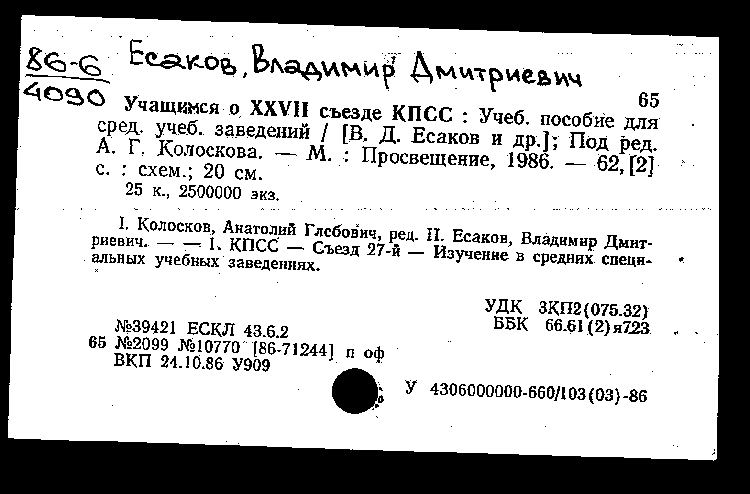 86-6 Есаков, Владимир Дмитриевич
4090
65
Учащимся о XXVII съезде КПСС : Учеб. пособие для
сред. учеб. заведений / [В. Д. Есаков и др.]; Под ред.
А. Г. Колоскова. — М. : Просвещение, 1986. — 62, [2]
с. : схем.; 20 см.
25 к., 2500000 экз.
I. Колосков, Анатолий Глебович, ред. II. Есаков, Владимир Дмит-
риевич. — — 1. КПСС — Съезд 27-й — Изучение в средних специ-
альных учебных заведениях.
УДК 3КП2(075.32)
ББК 66.61(2)я723
№39421 ЕСКЛ 43.6.2
65 №2099 №10770 [86-71244] п оф
ВКП 24.10.86 У909
У 4306000000-660/103(03)-86